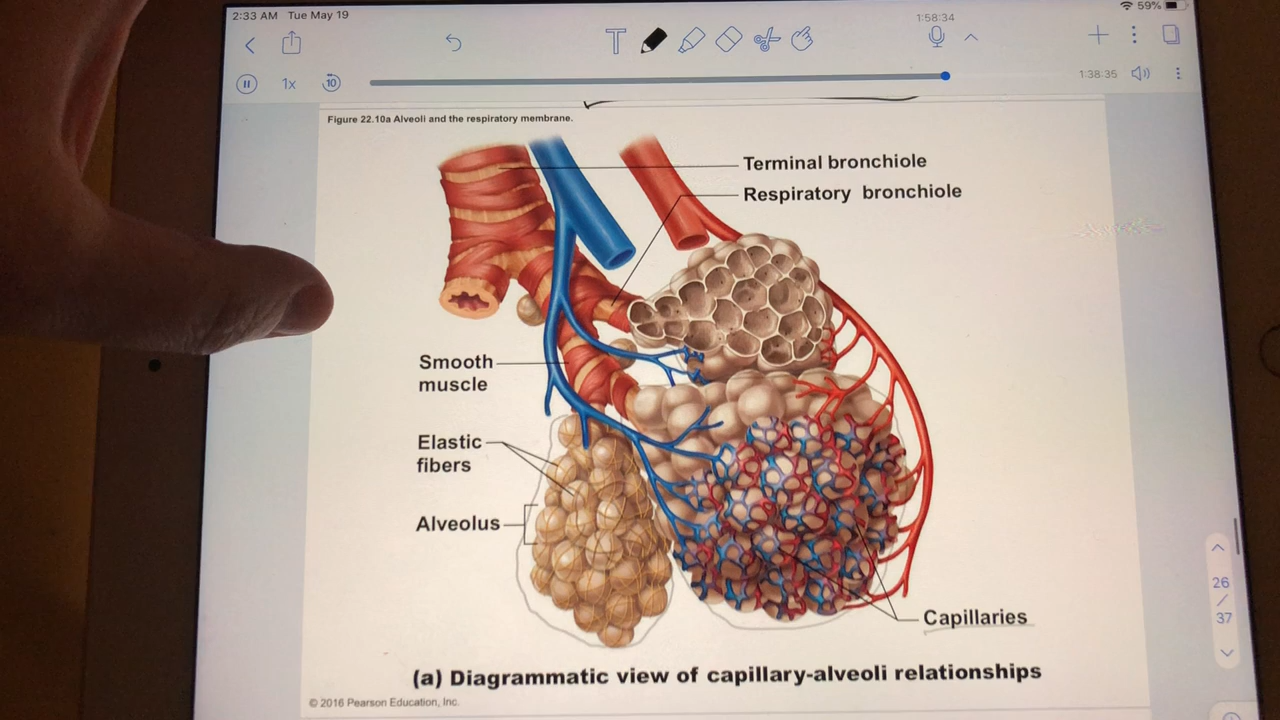 2:33 AM Tue May 19
59%
1:58:34
T
1x
10
1:38:35
Figure 22.10a Alveoli and the respiratory membrane.
Terminal bronchiole
Respiratory bronchiole
Smooth
muscle
Elastic
fibers
Alveolus
Capillaries
26
/
37
(a) Diagrammatic view of capillary-alveoli relationships
© 2016 Pearson Education, Inc.